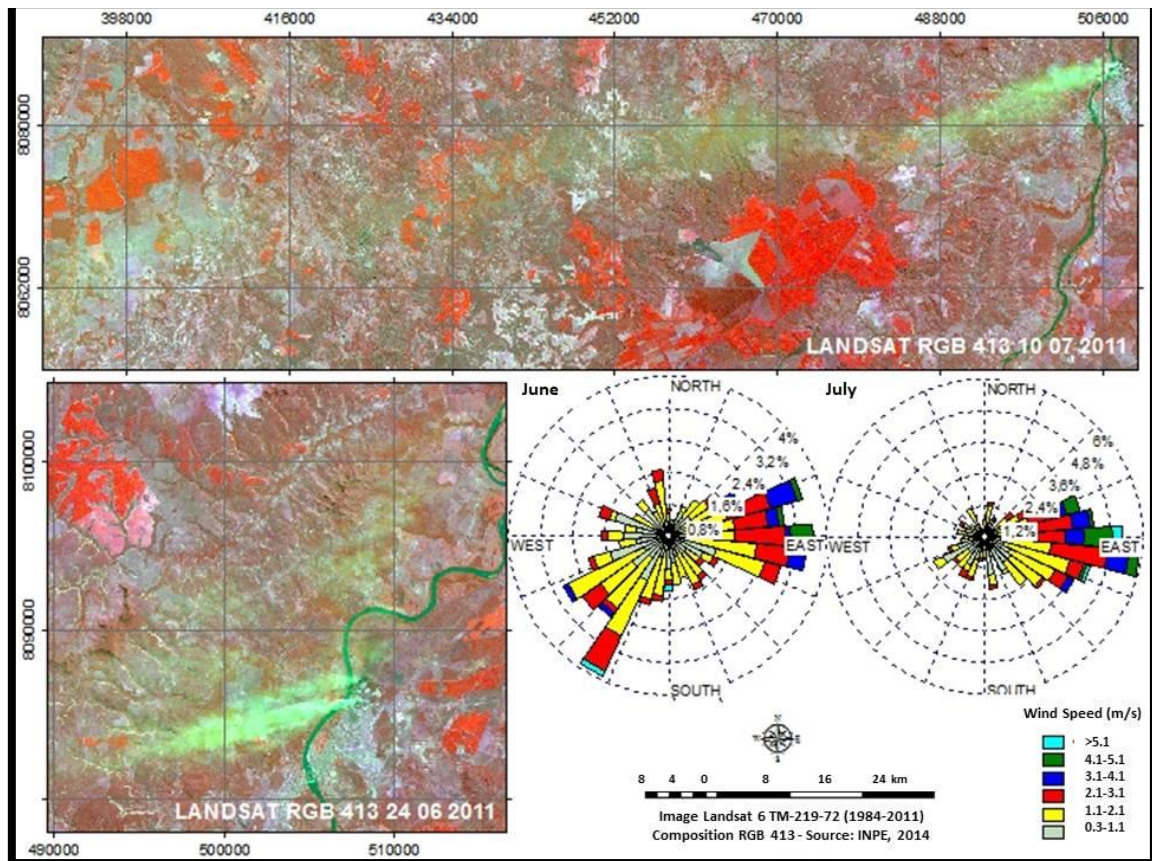 398000 416000 434000 452000 470000 488000 506000
8080000
8062000
LANDSAT RGB 413 10 07 2011
8100000
8090000
LANDSAT RGB 413 24 06 2011
490000 500000 510000
June
NORTH
4%
3,2%
2,4%
1,6%
0,8%
WEST
EAST
SOUTH
July
NORTH
6%
4,8%
3,6%
2,4%
1,2%
WEST
EAST
SOUTH
N
E
S
W
8 4 0 8 16 24 km
Image Landsat 6 TM-219-72 (1984-2011)
Composition RGB 413 - Source: INPE, 2014
Wind Speed (m/s)
>5.1
4.1-5.1
3.1-4.1
2.1-3.1
1.1-2.1
0.3-1.1